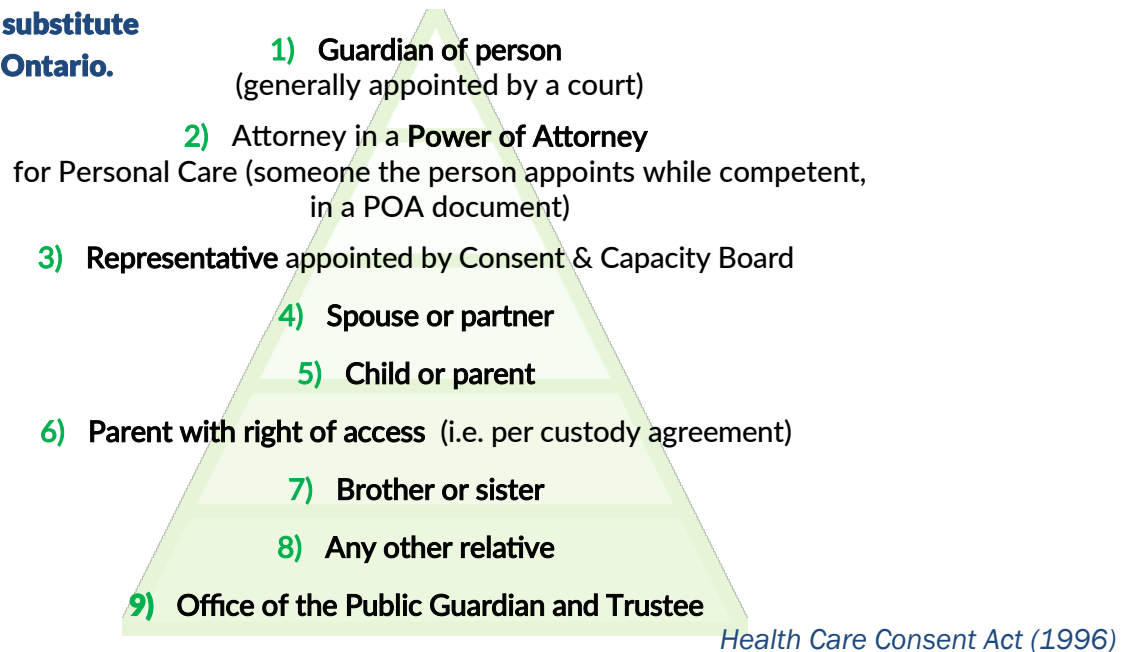 substitute
Ontario.
1) Guardian of person
(generally appointed by a court)
2) Attorney in a Power of Attorney
for Personal Care (someone the person appoints while competent,
in a POA document)
3) Representative appointed by Consent & Capacity Board
4) Spouse or partner
5) Child or parent
6) Parent with right of access (i.e. per custody agreement)
7) Brother or sister
8) Any other relative
9) Office of the Public Guardian and Trustee
Health Care Consent Act (1996)